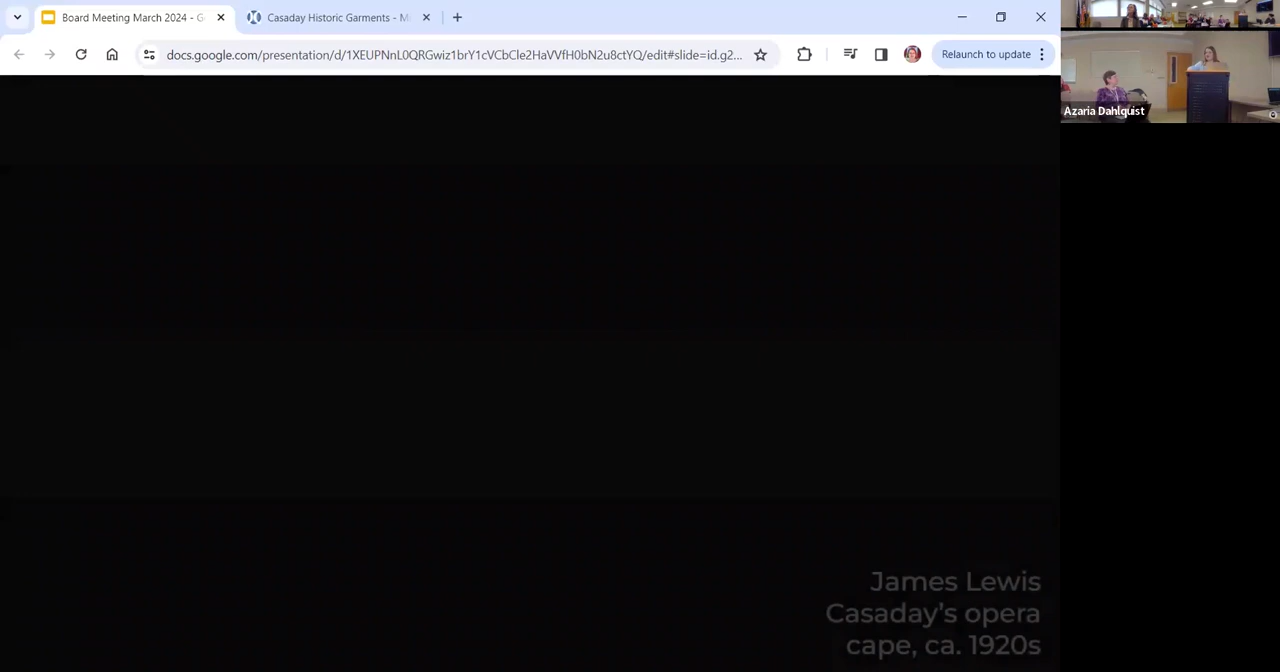 Board Meeting March 2024 - G
Casaday Historic Garments - M
docs.google.com/presentation/d/1XEUPNnL0QRGwiz1brY1cVCbCle2HaVVfH0bN2u8ctYQ/edit#slide=id.g2...
Relaunch to update
Azaria Dahlquist
James Lewis
Casaday’s opera
cape, ca. 1920s